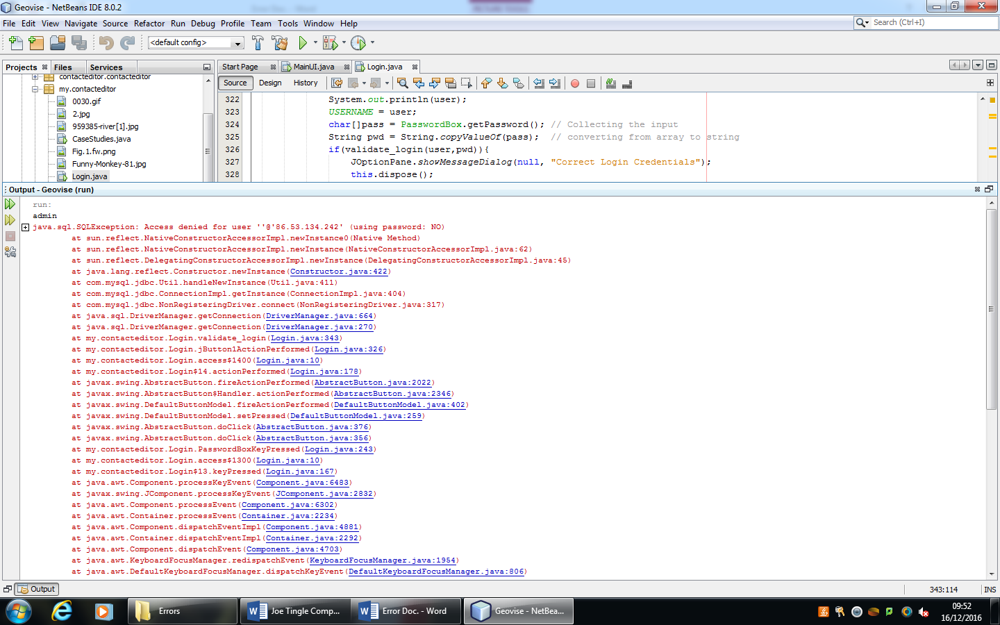 Geovise - NetBeans IDE 8.0.2
File Edit View Navigate Source Refactor Run Debug Profile Team Tools Window Help
Search (Ctrl+I)
<default config>
Projects Files Services
Start Page MainUI.java Login.java
Source Design History
contacteditor.contacteditor
my.contacteditor
0030.gif
2.jpg
959385-river[1].jpg
CaseStudies.java
Fig.1.fw.png
Funny-Monkey-81.jpg
Login.java
322 System.out.println(user);
323 USERNAME = user;
324 char[]pass = PasswordBox.getPassword(); // Collecting the input
325 String pwd = String.copyValueOf(pass); // converting from array to string
326 if(validate_login(user,pwd)){
327 JOptionPane.showMessageDialog(null, "Correct Login Credentials");
328 this.dispose();
Output - Geovise (run)
run:
admin
java.sql.SQLException: Access denied for user ''@'86.53.134.242' (using password: NO)
at sun.reflect.NativeConstructorAccessorImpl.newInstance0(Native Method)
at sun.reflect.NativeConstructorAccessorImpl.newInstance(NativeConstructorAccessorImpl.java:62)
at sun.reflect.DelegatingConstructorAccessorImpl.newInstance(DelegatingConstructorAccessorImpl.java:45)
at java.lang.reflect.Constructor.newInstance(Constructor.java:422)
at com.mysql.jdbc.Util.handleNewInstance(Util.java:411)
at com.mysql.jdbc.ConnectionImpl.getInstance(ConnectionImpl.java:404)
at com.mysql.jdbc.NonRegisteringDriver.connect(NonRegisteringDriver.java:317)
at java.sql.DriverManager.getConnection(DriverManager.java:664)
at java.sql.DriverManager.getConnection(DriverManager.java:270)
at my.contacteditor.Login.validate_login(Login.java:343)
at my.contacteditor.Login.jButton1ActionPerformed(Login.java:326)
at my.contacteditor.Login.access$1400(Login.java:10)
at my.contacteditor.Login$14.actionPerformed(Login.java:178)
at javax.swing.AbstractButton.fireActionPerformed(AbstractButton.java:2022)
at javax.swing.AbstractButton$Handler.actionPerformed(AbstractButton.java:2346)
at javax.swing.DefaultButtonModel.fireActionPerformed(DefaultButtonModel.java:402)
at javax.swing.DefaultButtonModel.setPressed(DefaultButtonModel.java:259)
at javax.swing.AbstractButton.doClick(AbstractButton.java:376)
at javax.swing.AbstractButton.doClick(AbstractButton.java:356)
at my.contacteditor.Login.PasswordBoxKeyPressed(Login.java:243)
at my.contacteditor.Login.access$1300(Login.java:10)
at my.contacteditor.Login$13.keyPressed(Login.java:167)
at java.awt.Component.processKeyEvent(Component.java:6483)
at javax.swing.JComponent.processKeyEvent(JComponent.java:2832)
at java.awt.Component.processEvent(Component.java:6302)
at java.awt.Container.processEvent(Container.java:2234)
at java.awt.Component.dispatchEventImpl(Component.java:4881)
at java.awt.Container.dispatchEventImpl(Container.java:2292)
at java.awt.Component.dispatchEvent(Component.java:4703)
at java.awt.KeyboardFocusManager.redispatchEvent(KeyboardFocusManager.java:1954)
at java.awt.DefaultKeyboardFocusManager.dispatchKeyEvent(DefaultKeyboardFocusManager.java:806)
Output
343:114 INS
Errors
Joe Tingle Comp...
Error Doc. - Word
Geovise - NetBea...
09:52
16/12/2016